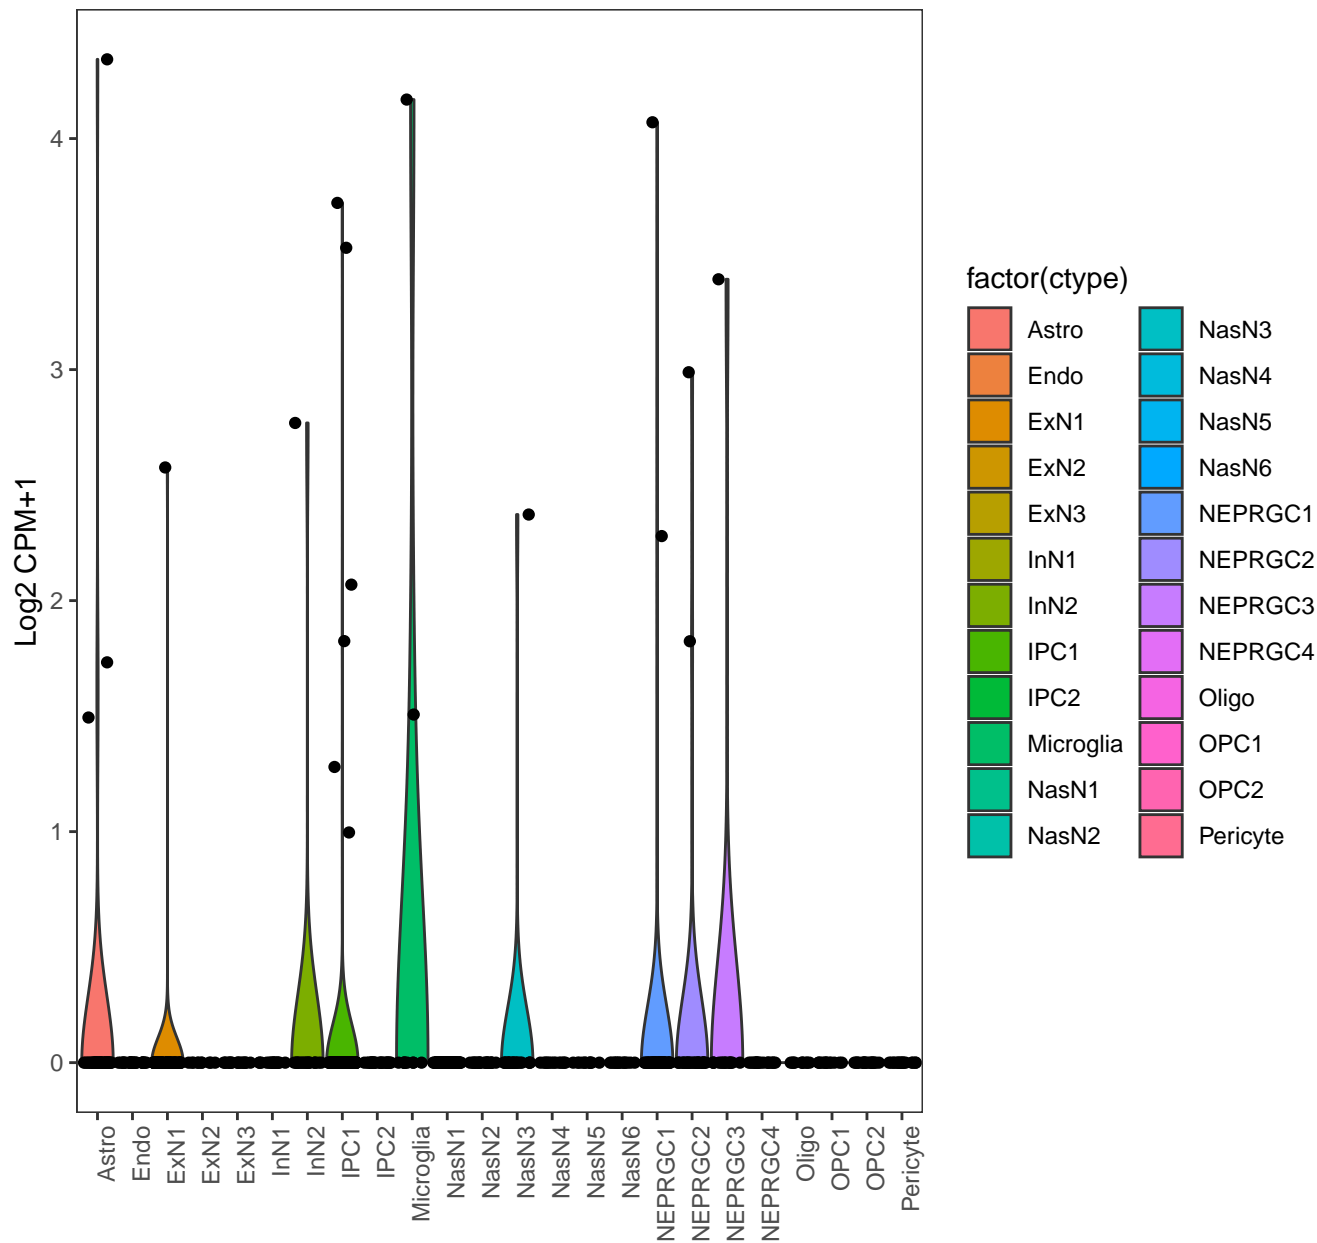 4
3
2
1
0
Log2 CPM+1
Astro
Endo
ExN1
ExN2
ExN3
InN1
InN2
IPC1
IPC2
Microglia
NasN1
NasN2
NasN3
NasN4
NasN5
NasN6
NEPRGC1
NEPRGC2
NEPRGC3
NEPRGC4
Oligo
OPC1
OPC2
Pericyte
factor(ctype)
Astro
Endo
ExN1
ExN2
ExN3
InN1
InN2
IPC1
IPC2
Microglia
NasN1
NasN2
NasN3
NasN4
NasN5
NasN6
NEPRGC1
NEPRGC2
NEPRGC3
NEPRGC4
Oligo
OPC1
OPC2
Pericyte